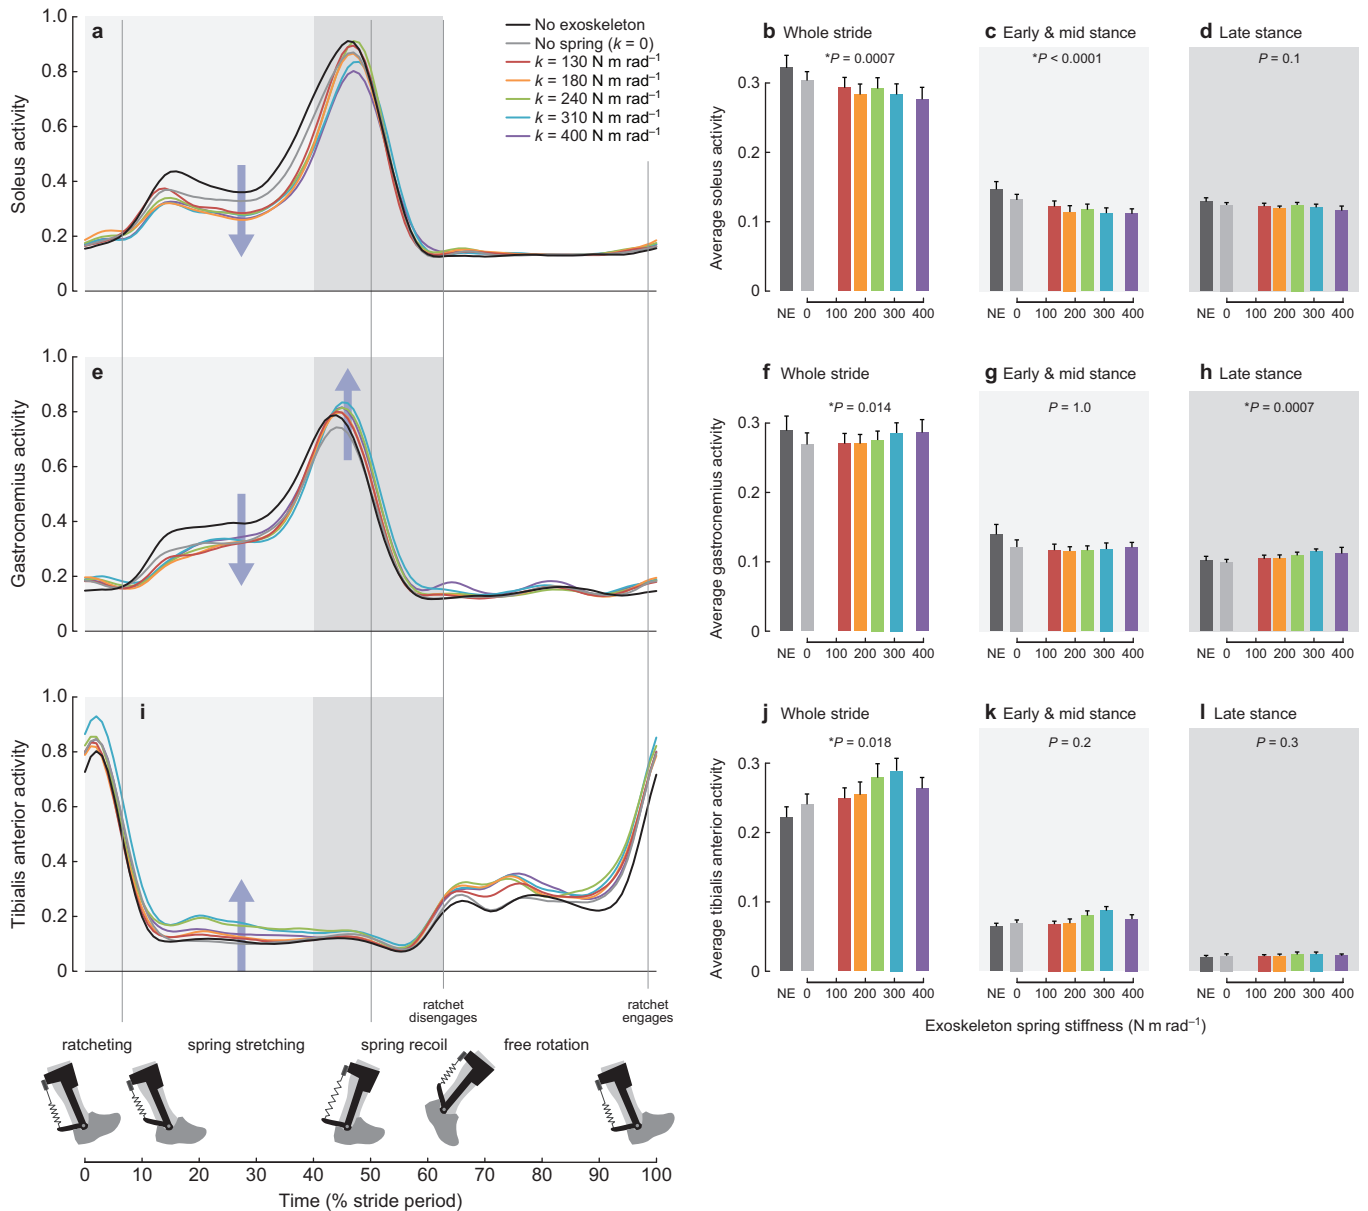 a
Soleus activity
1.0
0.8
0.6
0.4
0.2
0
No exoskeleton
No spring (k = 0)
k = 130 N m rad⁻¹
k = 180 N m rad⁻¹
k = 240 N m rad⁻¹
k = 310 N m rad⁻¹
k = 400 N m rad⁻¹
b Whole stride
*P = 0.0007
Average soleus activity
0.3
0.2
0.1
0
NE 0 100 200 300 400
c Early & mid stance
*P < 0.0001
NE 0 100 200 300 400
d Late stance
P = 0.1
NE 0 100 200 300 400
e
Gastrocnemius activity
1.0
0.8
0.6
0.4
0.2
0
f Whole stride
*P = 0.014
Average gastrocnemius activity
0.3
0.2
0.1
0
NE 0 100 200 300 400
g Early & mid stance
P = 1.0
NE 0 100 200 300 400
h Late stance
*P = 0.0007
NE 0 100 200 300 400
i
Tibialis anterior activity
1.0
0.8
0.6
0.4
0.2
0
j Whole stride
*P = 0.018
Average tibialis anterior activity
0.3
0.2
0.1
0
NE 0 100 200 300 400
k Early & mid stance
P = 0.2
NE 0 100 200 300 400
l Late stance
P = 0.3
NE 0 100 200 300 400
Exoskeleton spring stiffness (N m rad⁻¹)
ratchet
disengages
ratchet
engages
ratcheting
spring stretching
spring recoil
free rotation
0 10 20 30 40 50 60 70 80 90 100
Time (% stride period)